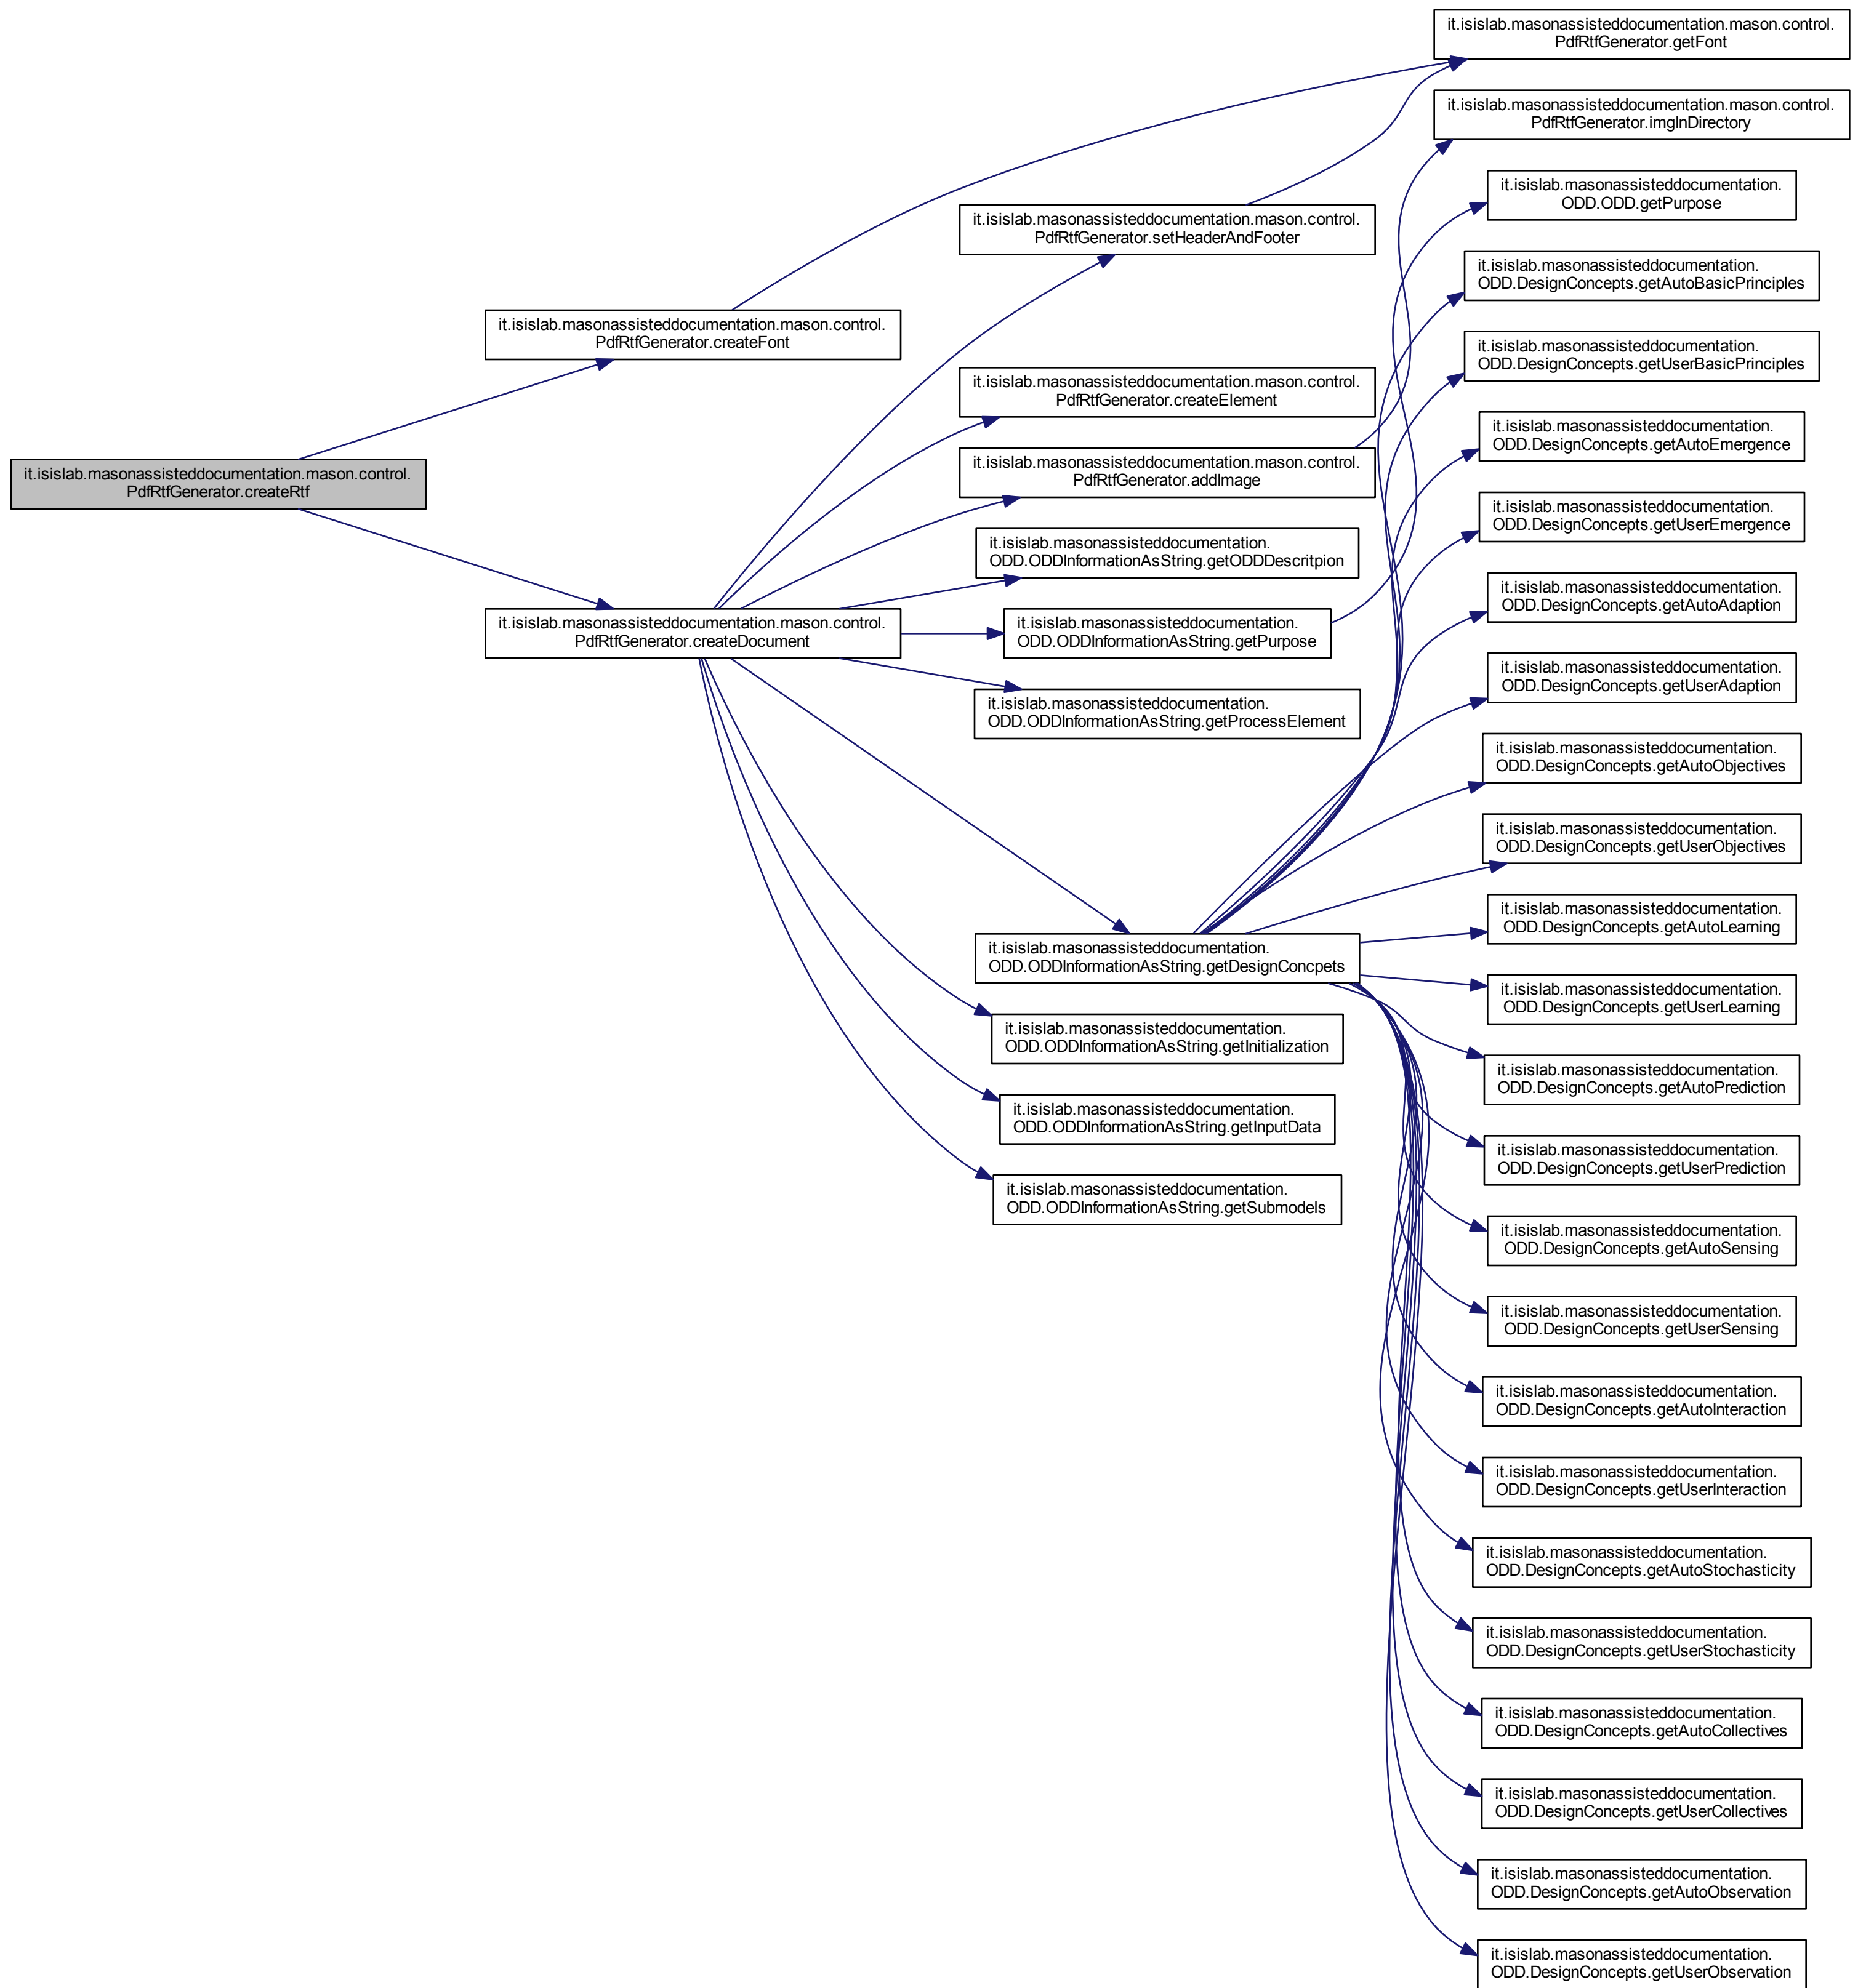 it.isislab.masonassisteddocumentation.mason.control.
PdfRtfGenerator.createRtf
it.isislab.masonassisteddocumentation.mason.control.
PdfRtfGenerator.createFont
it.isislab.masonassisteddocumentation.mason.control.
PdfRtfGenerator.createDocument
it.isislab.masonassisteddocumentation.mason.control.
PdfRtfGenerator.setHeaderAndFooter
it.isislab.masonassisteddocumentation.mason.control.
PdfRtfGenerator.createElement
it.isislab.masonassisteddocumentation.mason.control.
PdfRtfGenerator.addImage
it.isislab.masonassisteddocumentation.
ODD.ODDInformationAsString.getODDDescritpion
it.isislab.masonassisteddocumentation.
ODD.ODDInformationAsString.getPurpose
it.isislab.masonassisteddocumentation.
ODD.ODDInformationAsString.getProcessElement
it.isislab.masonassisteddocumentation.
ODD.ODDInformationAsString.getDesignConcpets
it.isislab.masonassisteddocumentation.
ODD.ODDInformationAsString.getInitialization
it.isislab.masonassisteddocumentation.
ODD.ODDInformationAsString.getInputData
it.isislab.masonassisteddocumentation.
ODD.ODDInformationAsString.getSubmodels
it.isislab.masonassisteddocumentation.mason.control.
PdfRtfGenerator.getFont
it.isislab.masonassisteddocumentation.mason.control.
PdfRtfGenerator.imgInDirectory
it.isislab.masonassisteddocumentation.
ODD.ODD.getPurpose
it.isislab.masonassisteddocumentation.
ODD.DesignConcepts.getAutoBasicPrinciples
it.isislab.masonassisteddocumentation.
ODD.DesignConcepts.getUserBasicPrinciples
it.isislab.masonassisteddocumentation.
ODD.DesignConcepts.getAutoEmergence
it.isislab.masonassisteddocumentation.
ODD.DesignConcepts.getUserEmergence
it.isislab.masonassisteddocumentation.
ODD.DesignConcepts.getAutoAdaption
it.isislab.masonassisteddocumentation.
ODD.DesignConcepts.getUserAdaption
it.isislab.masonassisteddocumentation.
ODD.DesignConcepts.getAutoObjectives
it.isislab.masonassisteddocumentation.
ODD.DesignConcepts.getUserObjectives
it.isislab.masonassisteddocumentation.
ODD.DesignConcepts.getAutoLearning
it.isislab.masonassisteddocumentation.
ODD.DesignConcepts.getUserLearning
it.isislab.masonassisteddocumentation.
ODD.DesignConcepts.getAutoPrediction
it.isislab.masonassisteddocumentation.
ODD.DesignConcepts.getUserPrediction
it.isislab.masonassisteddocumentation.
ODD.DesignConcepts.getAutoSensing
it.isislab.masonassisteddocumentation.
ODD.DesignConcepts.getUserSensing
it.isislab.masonassisteddocumentation.
ODD.DesignConcepts.getAutoInteraction
it.isislab.masonassisteddocumentation.
ODD.DesignConcepts.getUserInteraction
it.isislab.masonassisteddocumentation.
ODD.DesignConcepts.getAutoStochasticity
it.isislab.masonassisteddocumentation.
ODD.DesignConcepts.getUserStochasticity
it.isislab.masonassisteddocumentation.
ODD.DesignConcepts.getAutoCollectives
it.isislab.masonassisteddocumentation.
ODD.DesignConcepts.getUserCollectives
it.isislab.masonassisteddocumentation.
ODD.DesignConcepts.getAutoObservation
it.isislab.masonassisteddocumentation.
ODD.DesignConcepts.getUserObservation